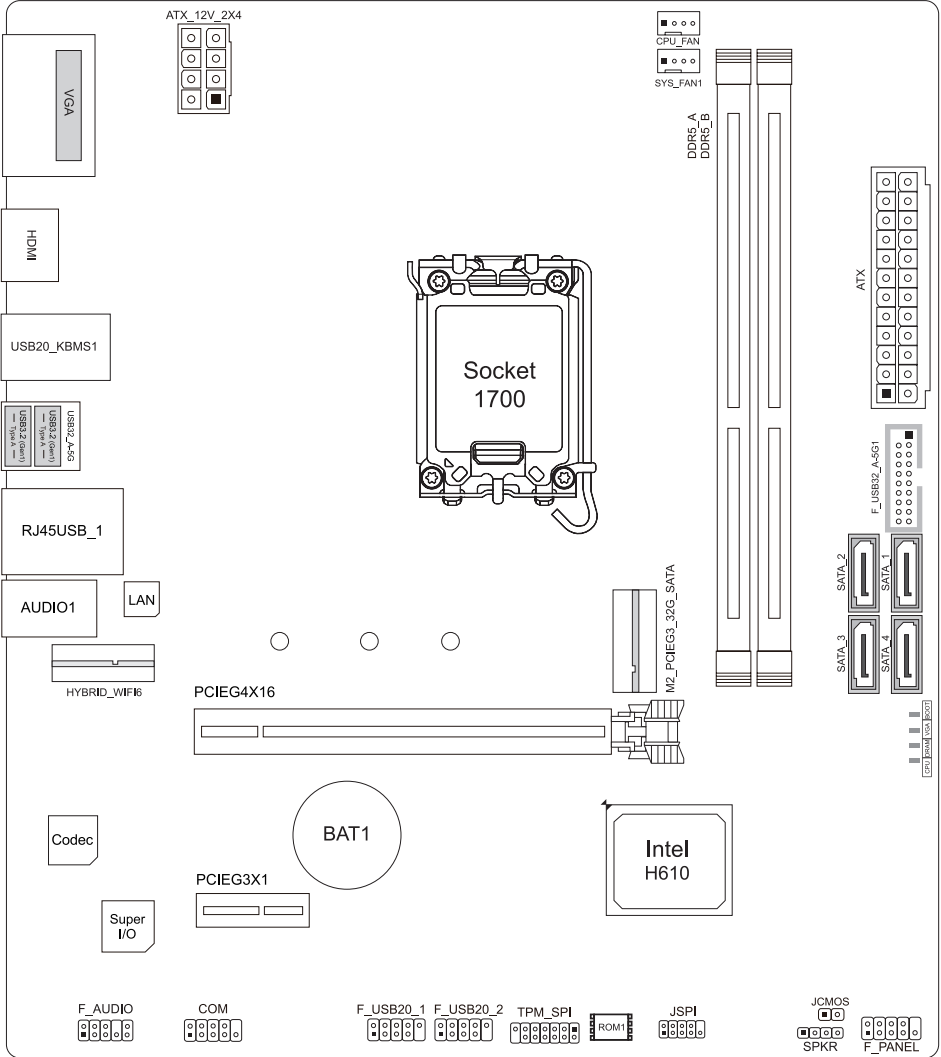 ATX_12V_2X4
CPU_FAN
SYS_FAN1
VGA
DDR5_A
DDR5_B
HDMI
ATX
USB20_KBMS1
Socket
1700
USB32_A-5G
USB3.2 (Gen1)
Type A
USB3.2 (Gen1)
Type A
F_USB32_A-5G1
RJ45USB_1
SATA_2
SATA_1
LAN
AUDIO1
M2_PCIEG3_32G_SATA
SATA_3
SATA_4
HYBRID_WIFI6
PCIEG4X16
CPU DRAM VGA BOOT
BAT1
Codec
Intel
H610
PCIEG3X1
Super
I/O
F_AUDIO
COM
F_USB20_1
F_USB20_2
TPM_SPI
ROM1
JSPI
JCMOS
SPKR
F_PANEL